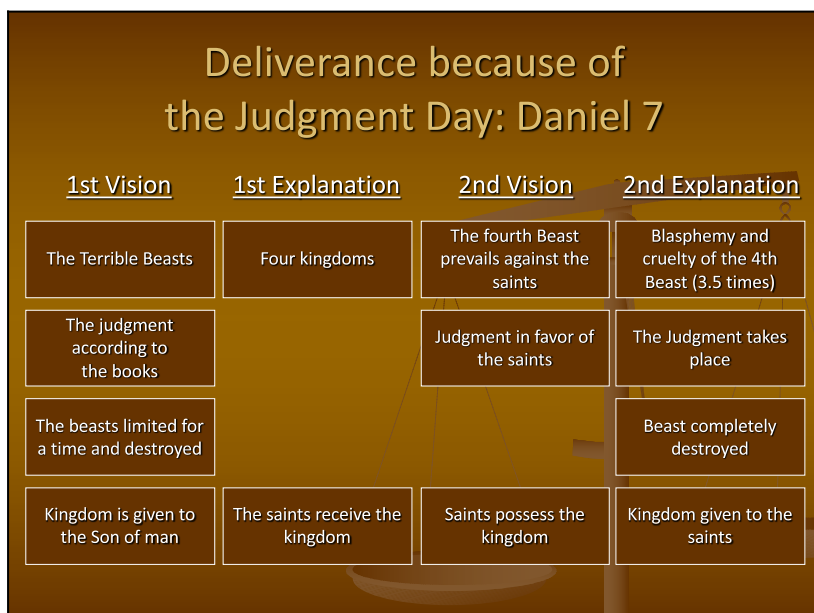 Deliverance because of
the Judgment Day: Daniel 7
1st Vision
1st Explanation
2nd Vision
2nd Explanation
The Terrible Beasts
Four kingdoms
The fourth Beast
prevails against the
saints
Blasphemy and
cruelty of the 4th
Beast (3.5 times)
The judgment
according to
the books
Judgment in favor of
the saints
The Judgment takes
place
The beasts limited for
a time and destroyed
Beast completely
destroyed
Kingdom is given to
the Son of man
The saints receive the
kingdom
Saints possess the
kingdom
Kingdom given to the
saints